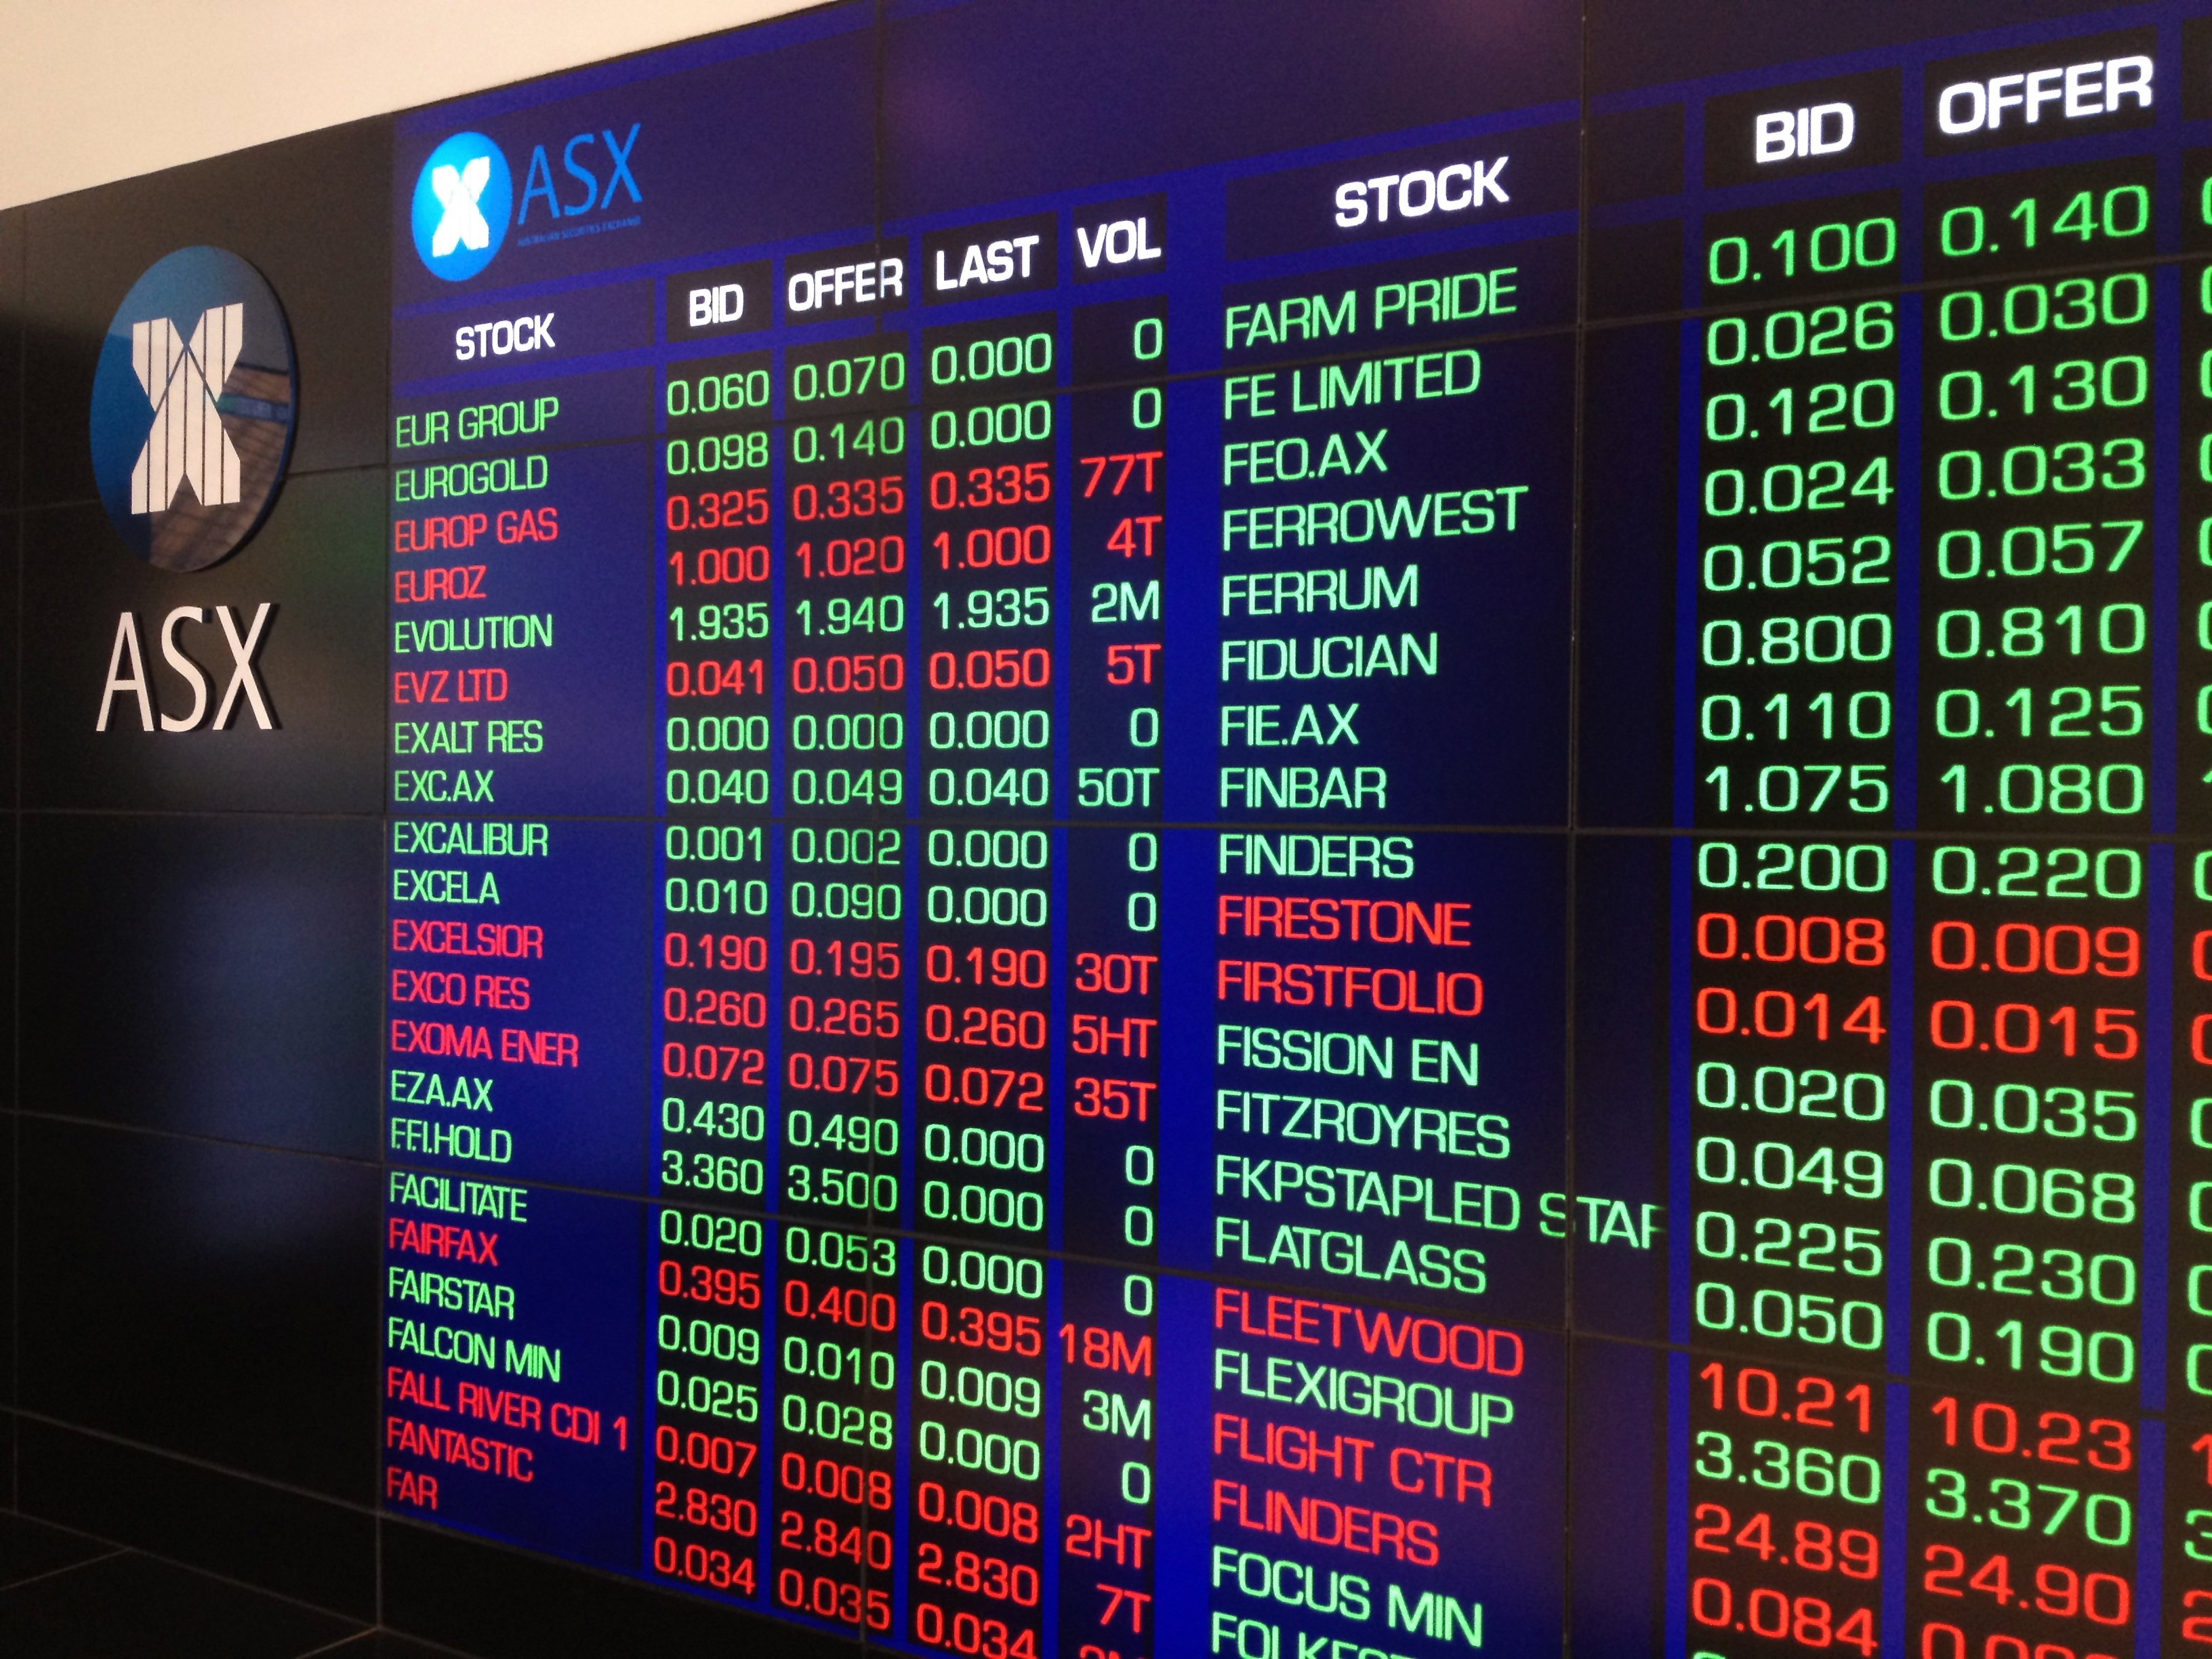 ASX
ASX
AUSTRALIAN SECURITIES EXCHANGE
STOCK BID OFFER LAST VOL
EUR GROUP 0.060 0.070 0.000 0
EUROGOLD 0.098 0.140 0.000 0
EUROP GAS 0.325 0.335 0.335 77T
EUROZ 1.000 1.020 1.000 4T
EVOLUTION 1.935 1.940 1.935 2M
EVZ LTD 0.041 0.050 0.050 5T
EXALT RES 0.000 0.000 0.000 0
EXC.AX 0.040 0.049 0.040 50T
EXCALIBUR 0.001 0.002 0.000 0
EXCELA 0.010 0.090 0.000 0
EXCELSIOR 0.190 0.195 0.190 30T
EXCO RES 0.260 0.265 0.260 5HT
EXOMA ENER 0.072 0.075 0.072 35T
EZA.AX 0.430 0.490 0.000 0
F.F.I.HOLD 3.360 3.500 0.000 0
FACILITATE 0.020 0.053 0.000 0
FAIRFAX 0.395 0.400 0.395 18M
FAIRSTAR 0.009 0.010 0.009 3M
FALCON MIN 0.025 0.028 0.000 0
FALL RIVER CDI 1 0.007 0.008 0.008 2HT
FANTASTIC 2.830 2.840 2.830 7T
FAR 0.034 0.035 0.034
STOCK BID OFFER
FARM PRIDE 0.100 0.140
FE LIMITED 0.026 0.030
FEO.AX 0.120 0.130
FERROWEST 0.024 0.033
FERRUM 0.052 0.057
FIDUCIAN 0.800 0.810
FIE.AX 0.110 0.125
FINBAR 1.075 1.080
FINDERS 0.200 0.220
FIRESTONE 0.008 0.009
FIRSTFOLIO 0.014 0.015
FISSION EN 0.020 0.035
FITZROYRES 0.049 0.068
FKPSTAPLED STAP 0.225 0.230
FLATGLASS 0.050 0.190
FLEETWOOD 10.21 10.23
FLEXIGROUP 3.360 3.370
FLIGHT CTR 24.89 24.90
FLINDERS 0.084
FOCUS MIN